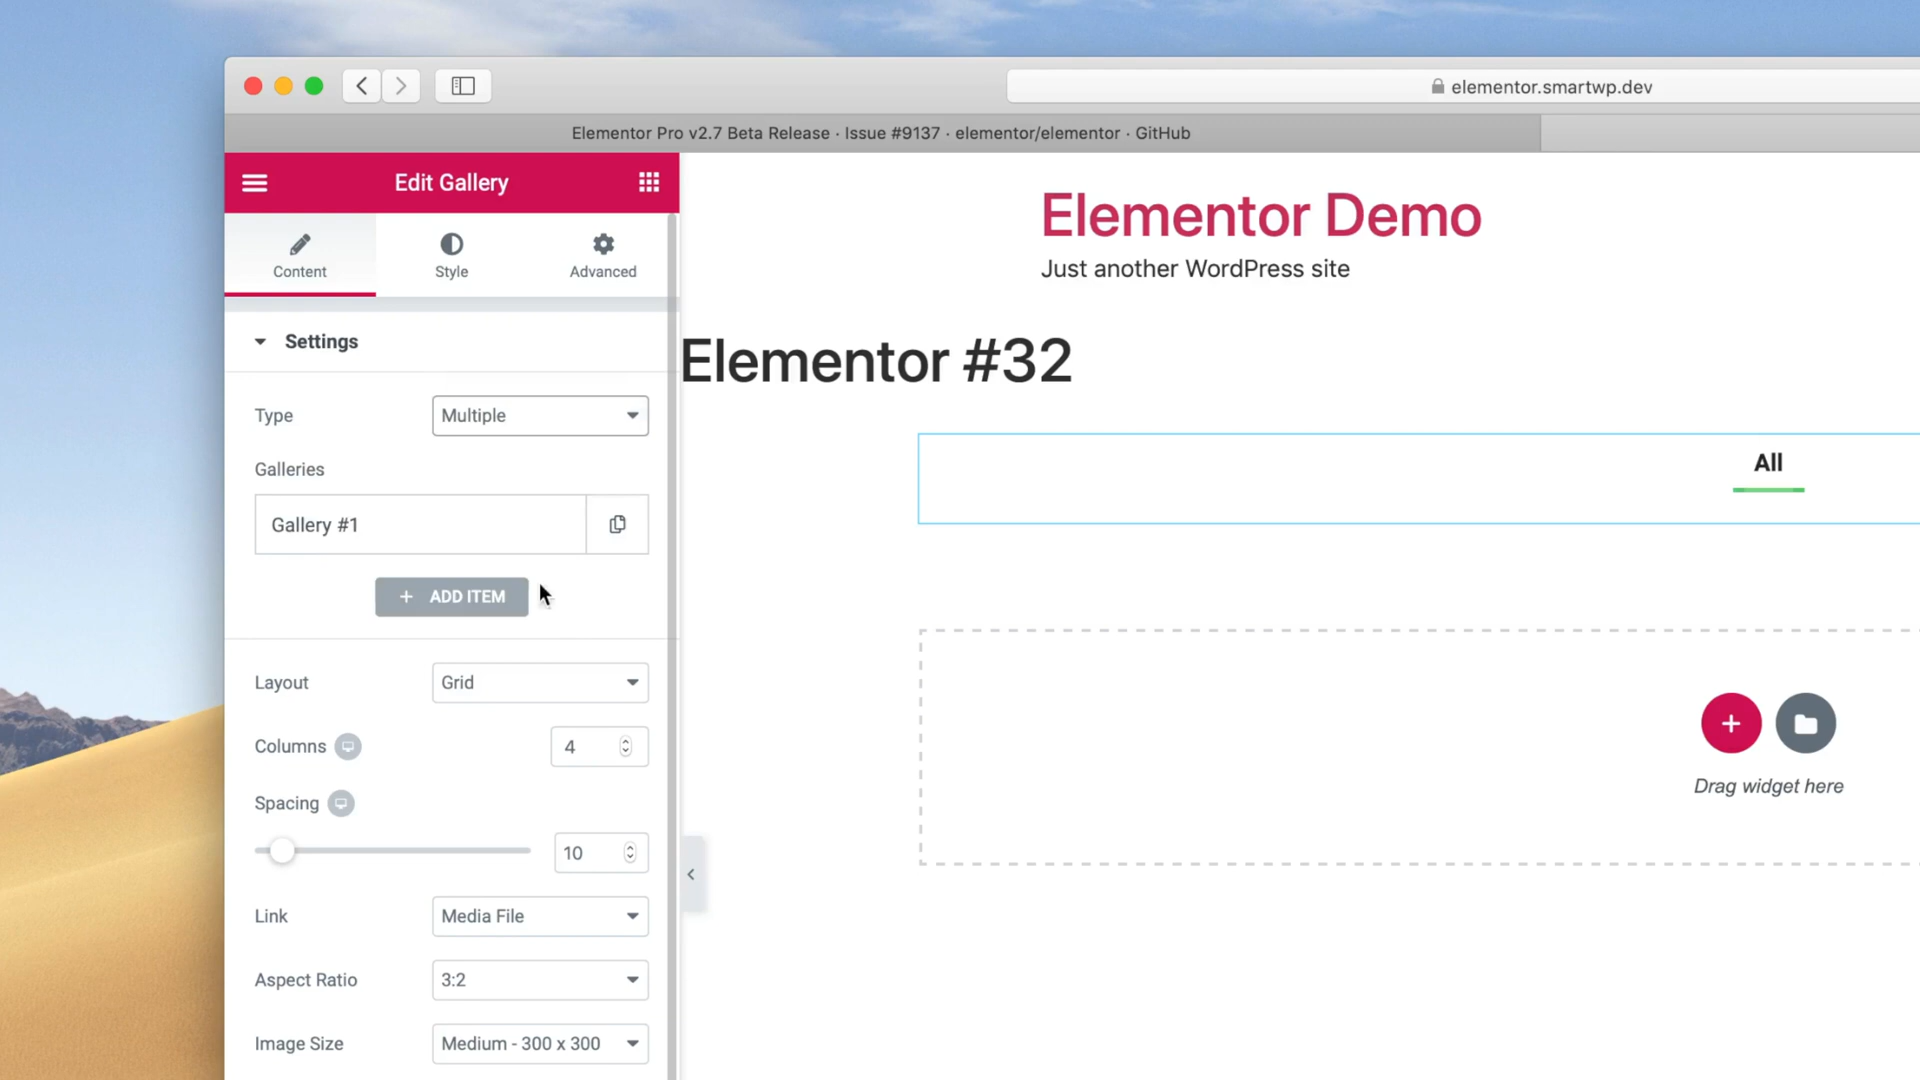 elementor.smartwp.dev
Elementor Pro v2.7 Beta Release · Issue #9137 · elementor/elementor · GitHub
Edit Gallery
Content
Style
Advanced
Settings
Type
Multiple
Galleries
Gallery #1
+ ADD ITEM
Layout
Grid
Columns
4
Spacing
10
Link
Media File
Aspect Ratio
3:2
Image Size
Medium - 300 x 300
Elementor Demo
Just another WordPress site
Elementor #32
All
Drag widget here